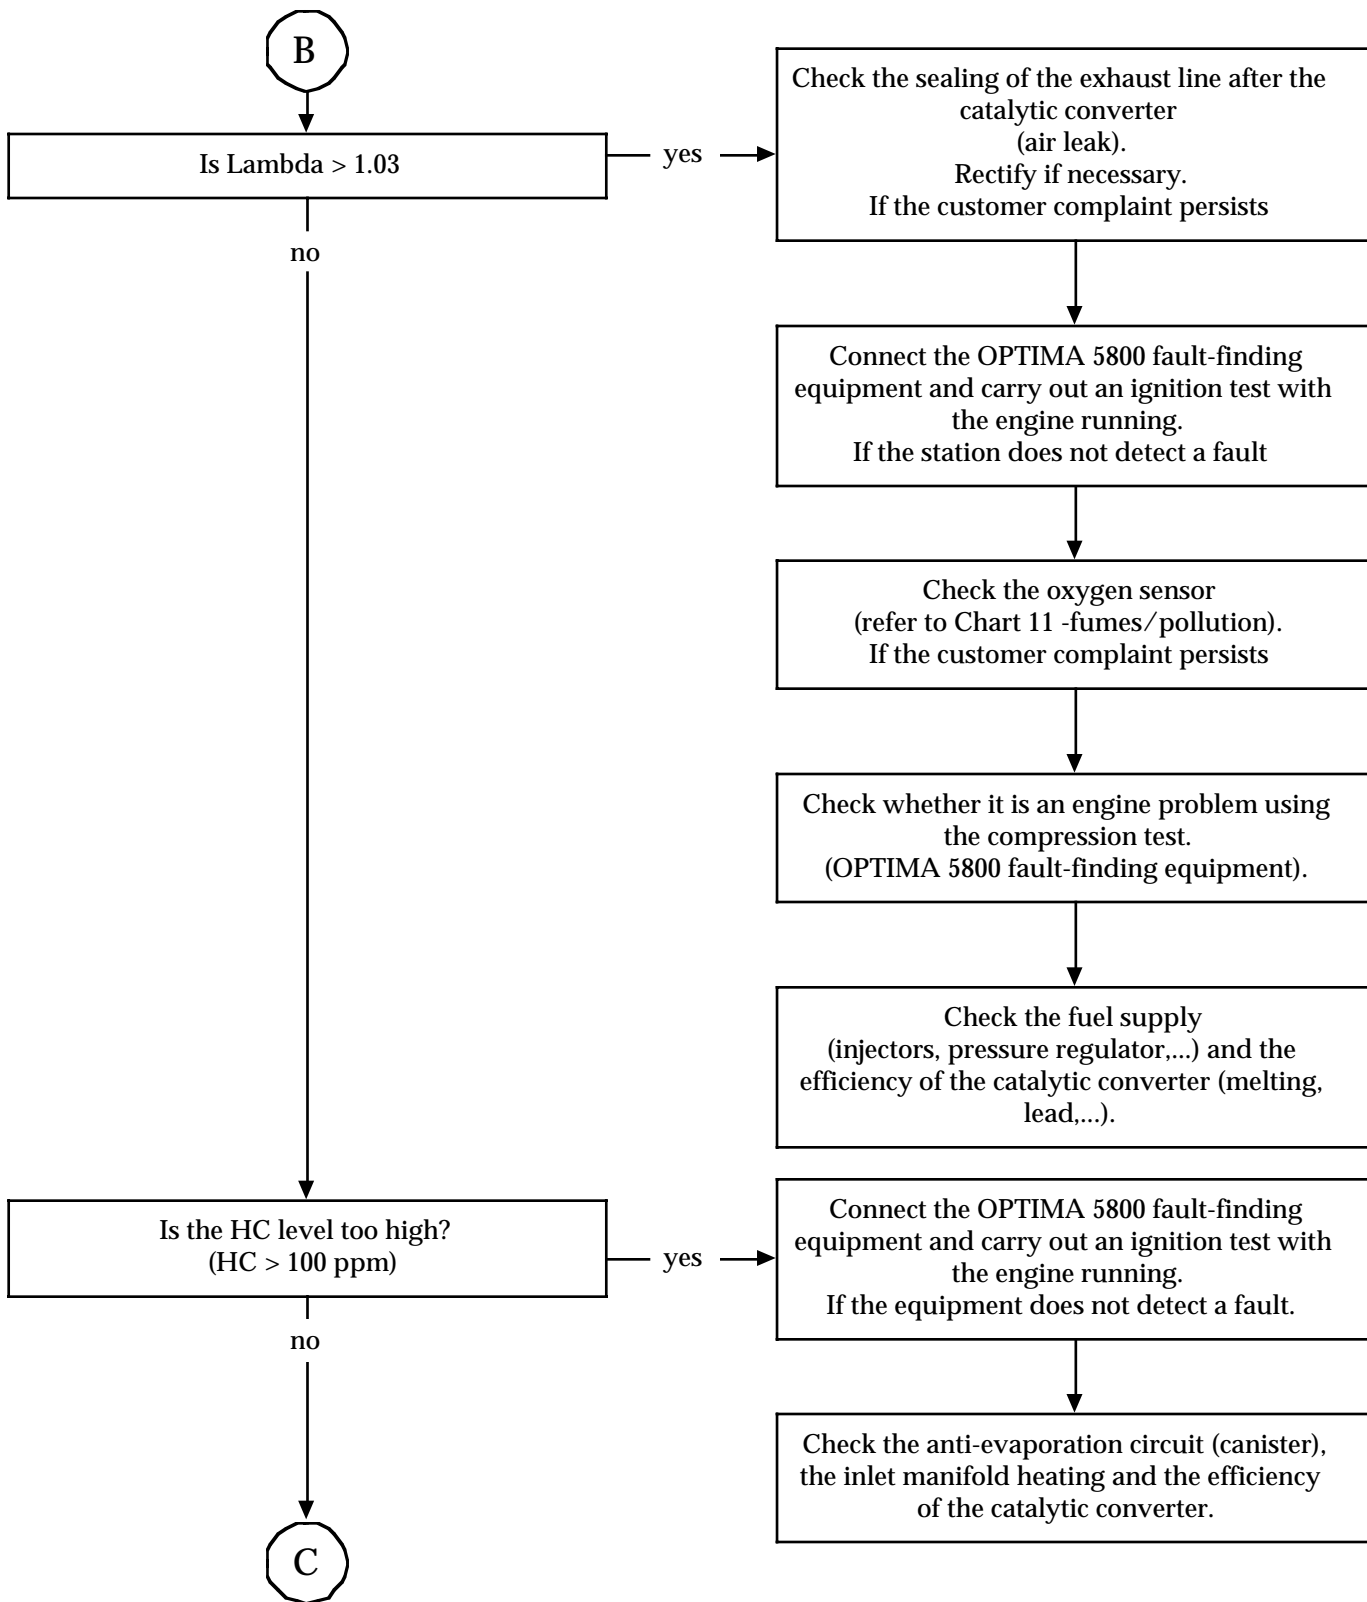 B
Is Lambda > 1.03
yes
Check the sealing of the exhaust line after the
catalytic converter
(air leak).
Rectify if necessary.
If the customer complaint persists
no
Connect the OPTIMA 5800 fault-finding
equipment and carry out an ignition test with
the engine running.
If the station does not detect a fault
Check the oxygen sensor
(refer to Chart 11 -fumes/pollution).
If the customer complaint persists
Check whether it is an engine problem using
the compression test.
(OPTIMA 5800 fault-finding equipment).
Check the fuel supply
(injectors, pressure regulator,...) and the
efficiency of the catalytic converter (melting,
lead,...).
Is the HC level too high?
(HC > 100 ppm)
yes
Connect the OPTIMA 5800 fault-finding
equipment and carry out an ignition test with
the engine running.
If the equipment does not detect a fault.
no
Check the anti-evaporation circuit (canister),
the inlet manifold heating and the efficiency
of the catalytic converter.
C